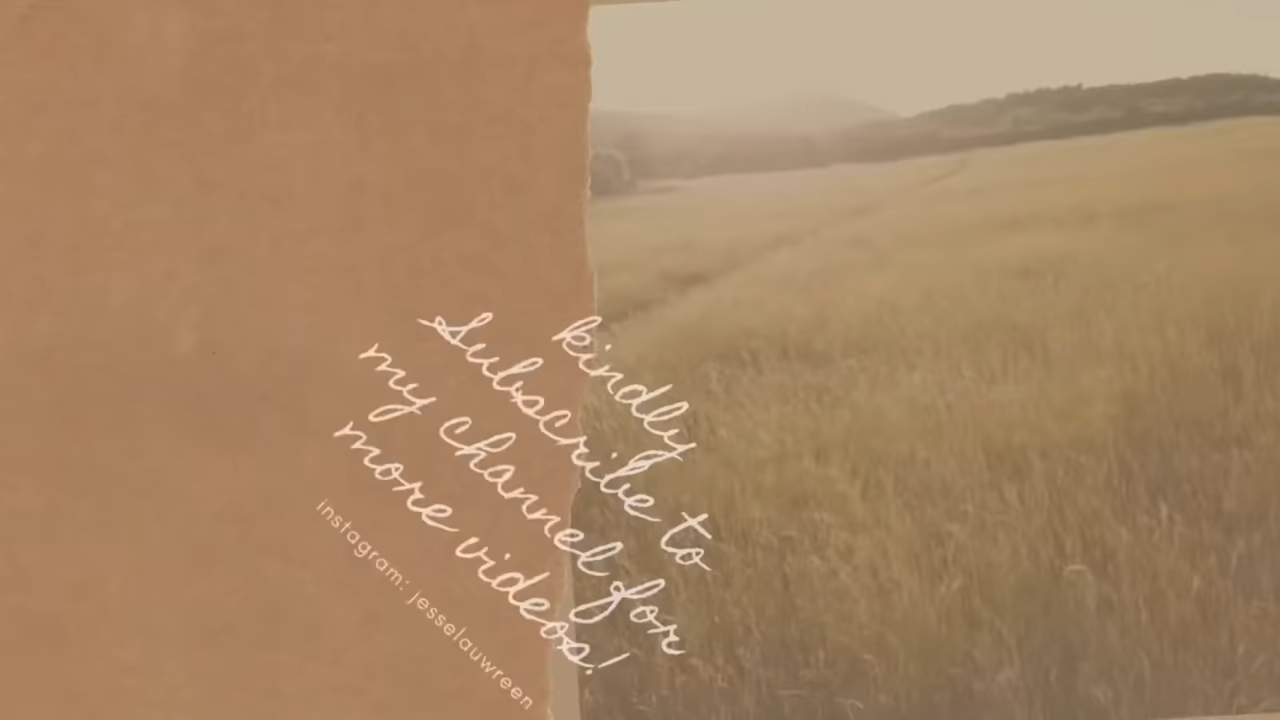 kindly
Subscribe to
my channel for
more videos!
instagram: jesselauwreen